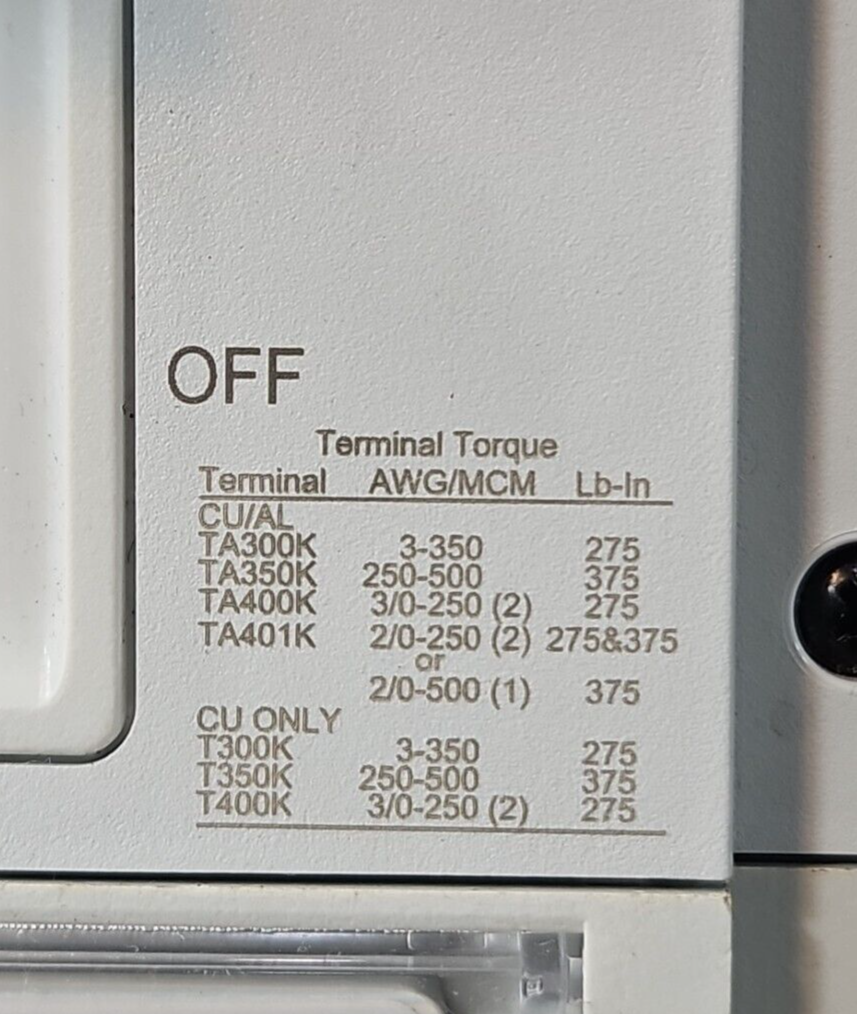 OFF
Terminal Torque
Terminal AWG/MCM Lb-In
CU/AL
TA300K 3-350 275
TA350K 250-500 375
TA400K 3/0-250 (2) 275
TA401K 2/0-250 (2) 275&375
or
2/0-500 (1) 375
CU ONLY
T300K 3-350 275
T350K 250-500 375
T400K 3/0-250 (2) 275